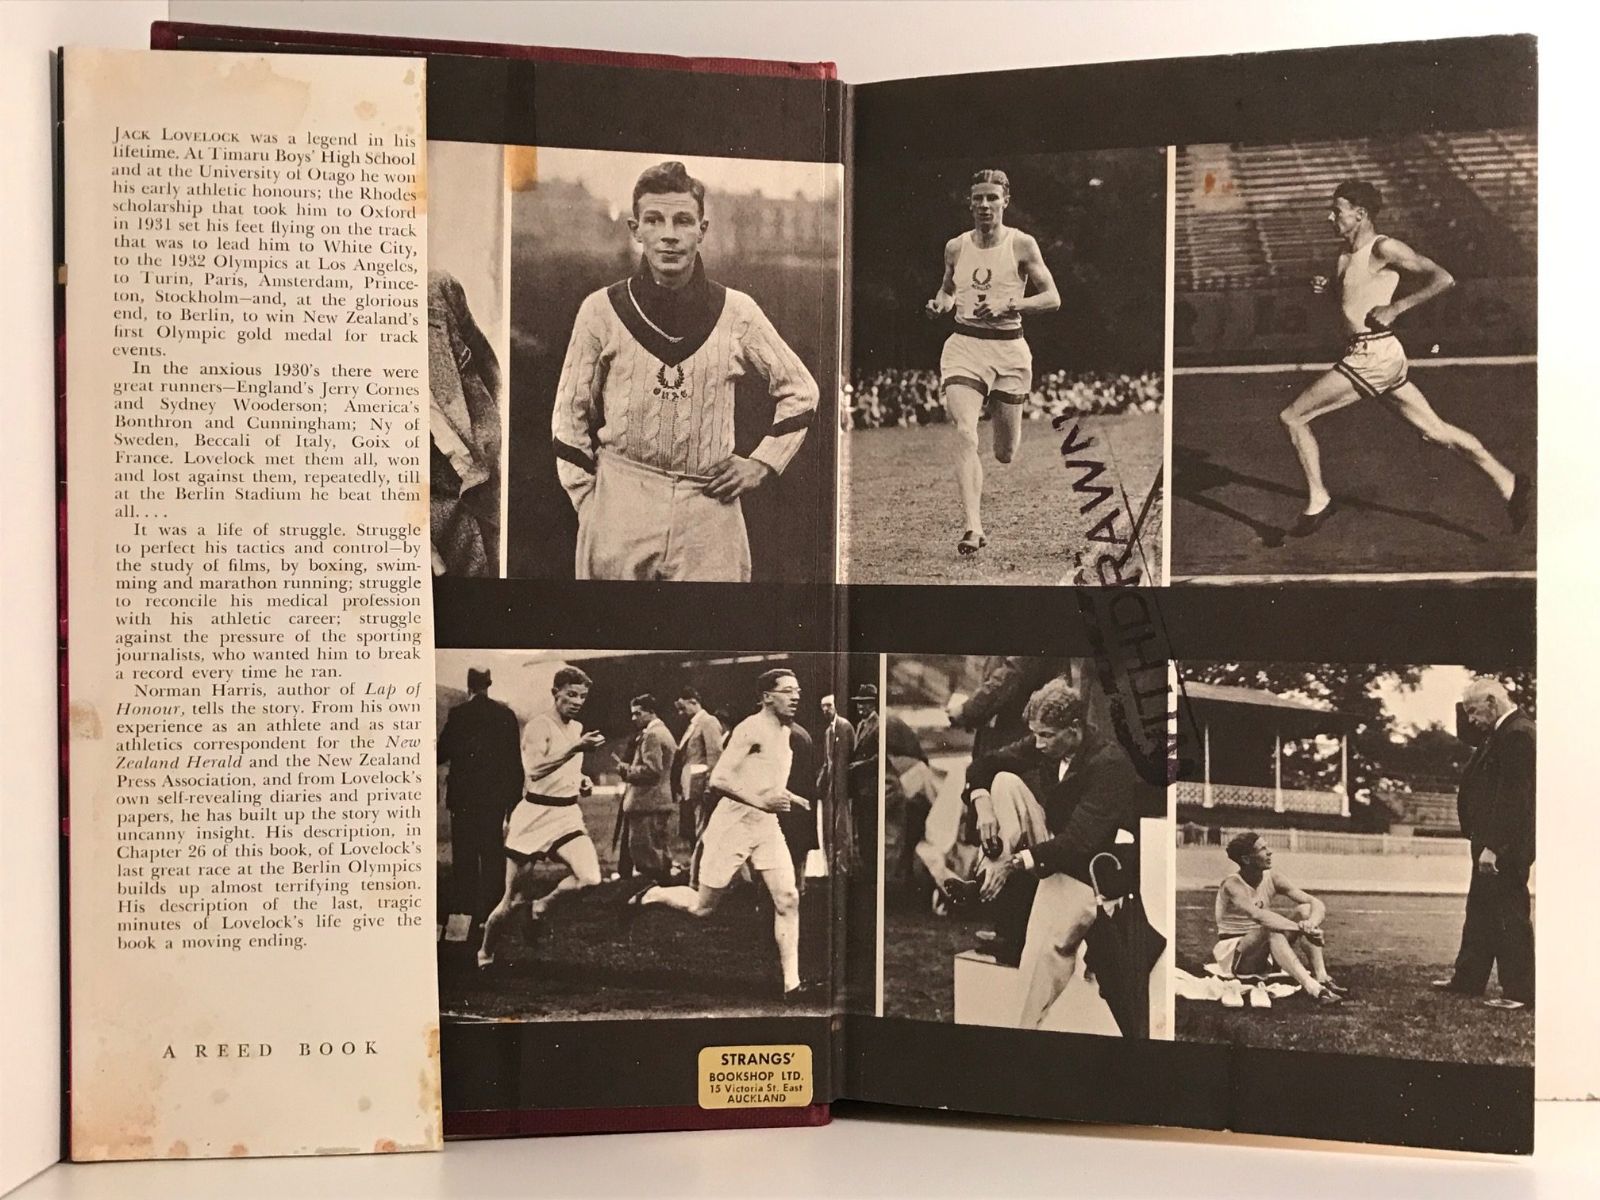 JACK LOVELOCK was a legend in his
lifetime. At Timaru Boys' High School
and at the University of Otago he won
his early athletic honours; the Rhodes
scholarship that took him to Oxford
in 1931 set his feet flying on the track
that was to lead him to White City,
to the 1932 Olympics at Los Angeles,
to Turin, Paris, Amsterdam, Prince-
ton, Stockholm—and, at the glorious
end, to Berlin, to win New Zealand's
first Olympic gold medal for track
events.
In the anxious 1930's there were
great runners—England's Jerry Cornes
and Sydney Wooderson; America's
Bonthron and Cunningham; Ny of
Sweden, Beccali of Italy, Goix of
France. Lovelock met them all, won
and lost against them, repeatedly, till
at the Berlin Stadium he beat them
all. . . .
It was a life of struggle. Struggle
to perfect his tactics and control—by
the study of films, by boxing, swim-
ming and marathon running; struggle
to reconcile his medical profession
with his athletic career; struggle
against the pressure of the sporting
journalists, who wanted him to break
a record every time he ran.
Norman Harris, author of Lap of
Honour, tells the story. From his own
experience as an athlete and as star
athletics correspondent for the New
Zealand Herald and the New Zealand
Press Association, and from Lovelock's
own self-revealing diaries and private
papers, he has built up the story with
uncanny insight. His description, in
Chapter 26 of this book, of Lovelock's
last great race at the Berlin Olympics
builds up almost terrifying tension.
His description of the last, tragic
minutes of Lovelock's life give the
book a moving ending.
A REED BOOK
O.U.A.C.
ACHILLES
WITHDRAWN
STRANGS'
BOOKSHOP LTD.
15 Victoria St. East
AUCKLAND